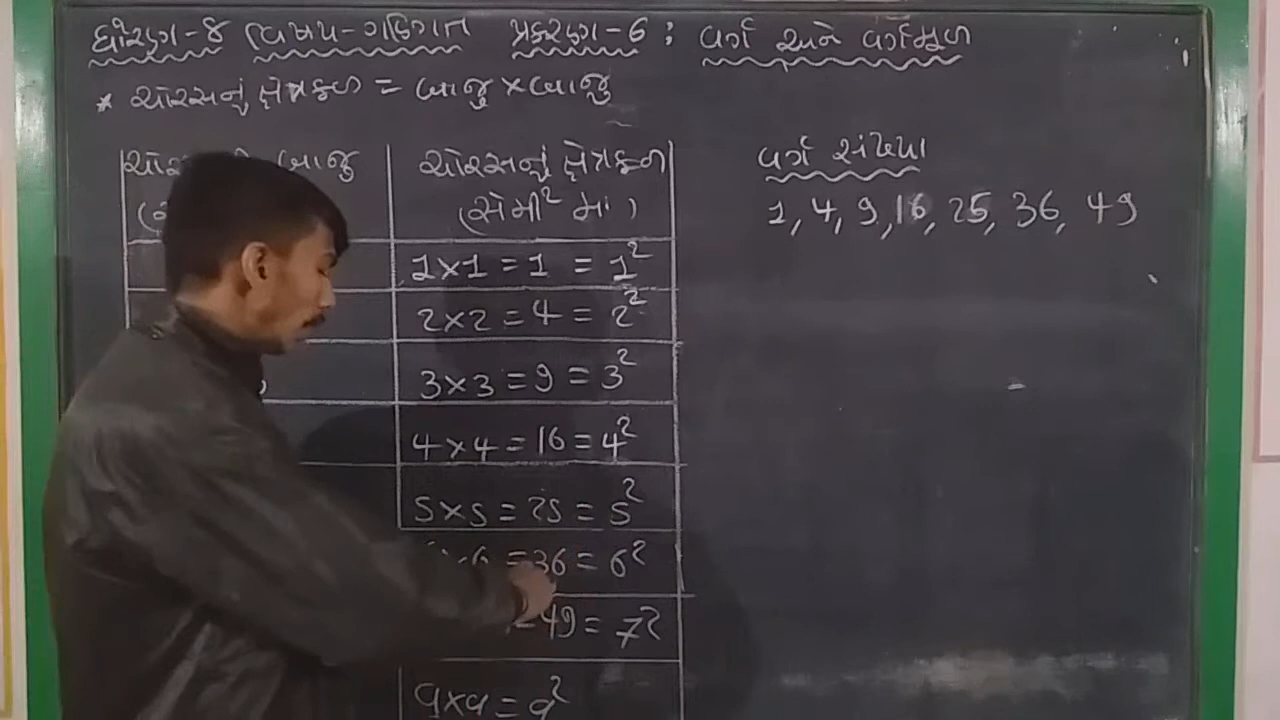 ધોરણ-૪ વિષય-ગણિત પ્રકરણ-6 : વર્ગ અને વર્ગમૂળ
* ચોરસનું ક્ષેત્રફળ = બાજુ × બાજુ
બાજુ ચોરસનું ક્ષેત્રફળ
(સેમી² માં)
1×1 = 1 = 1²
2×2 = 4 = 2²
3×3 = 9 = 3²
4×4 = 16 = 4²
5×5 = 25 = 5²
= 36 = 6²
= 49 = 7²
9×9 = 9²
વર્ગ સંખ્યા
1, 4, 9, 16, 25, 36, 49